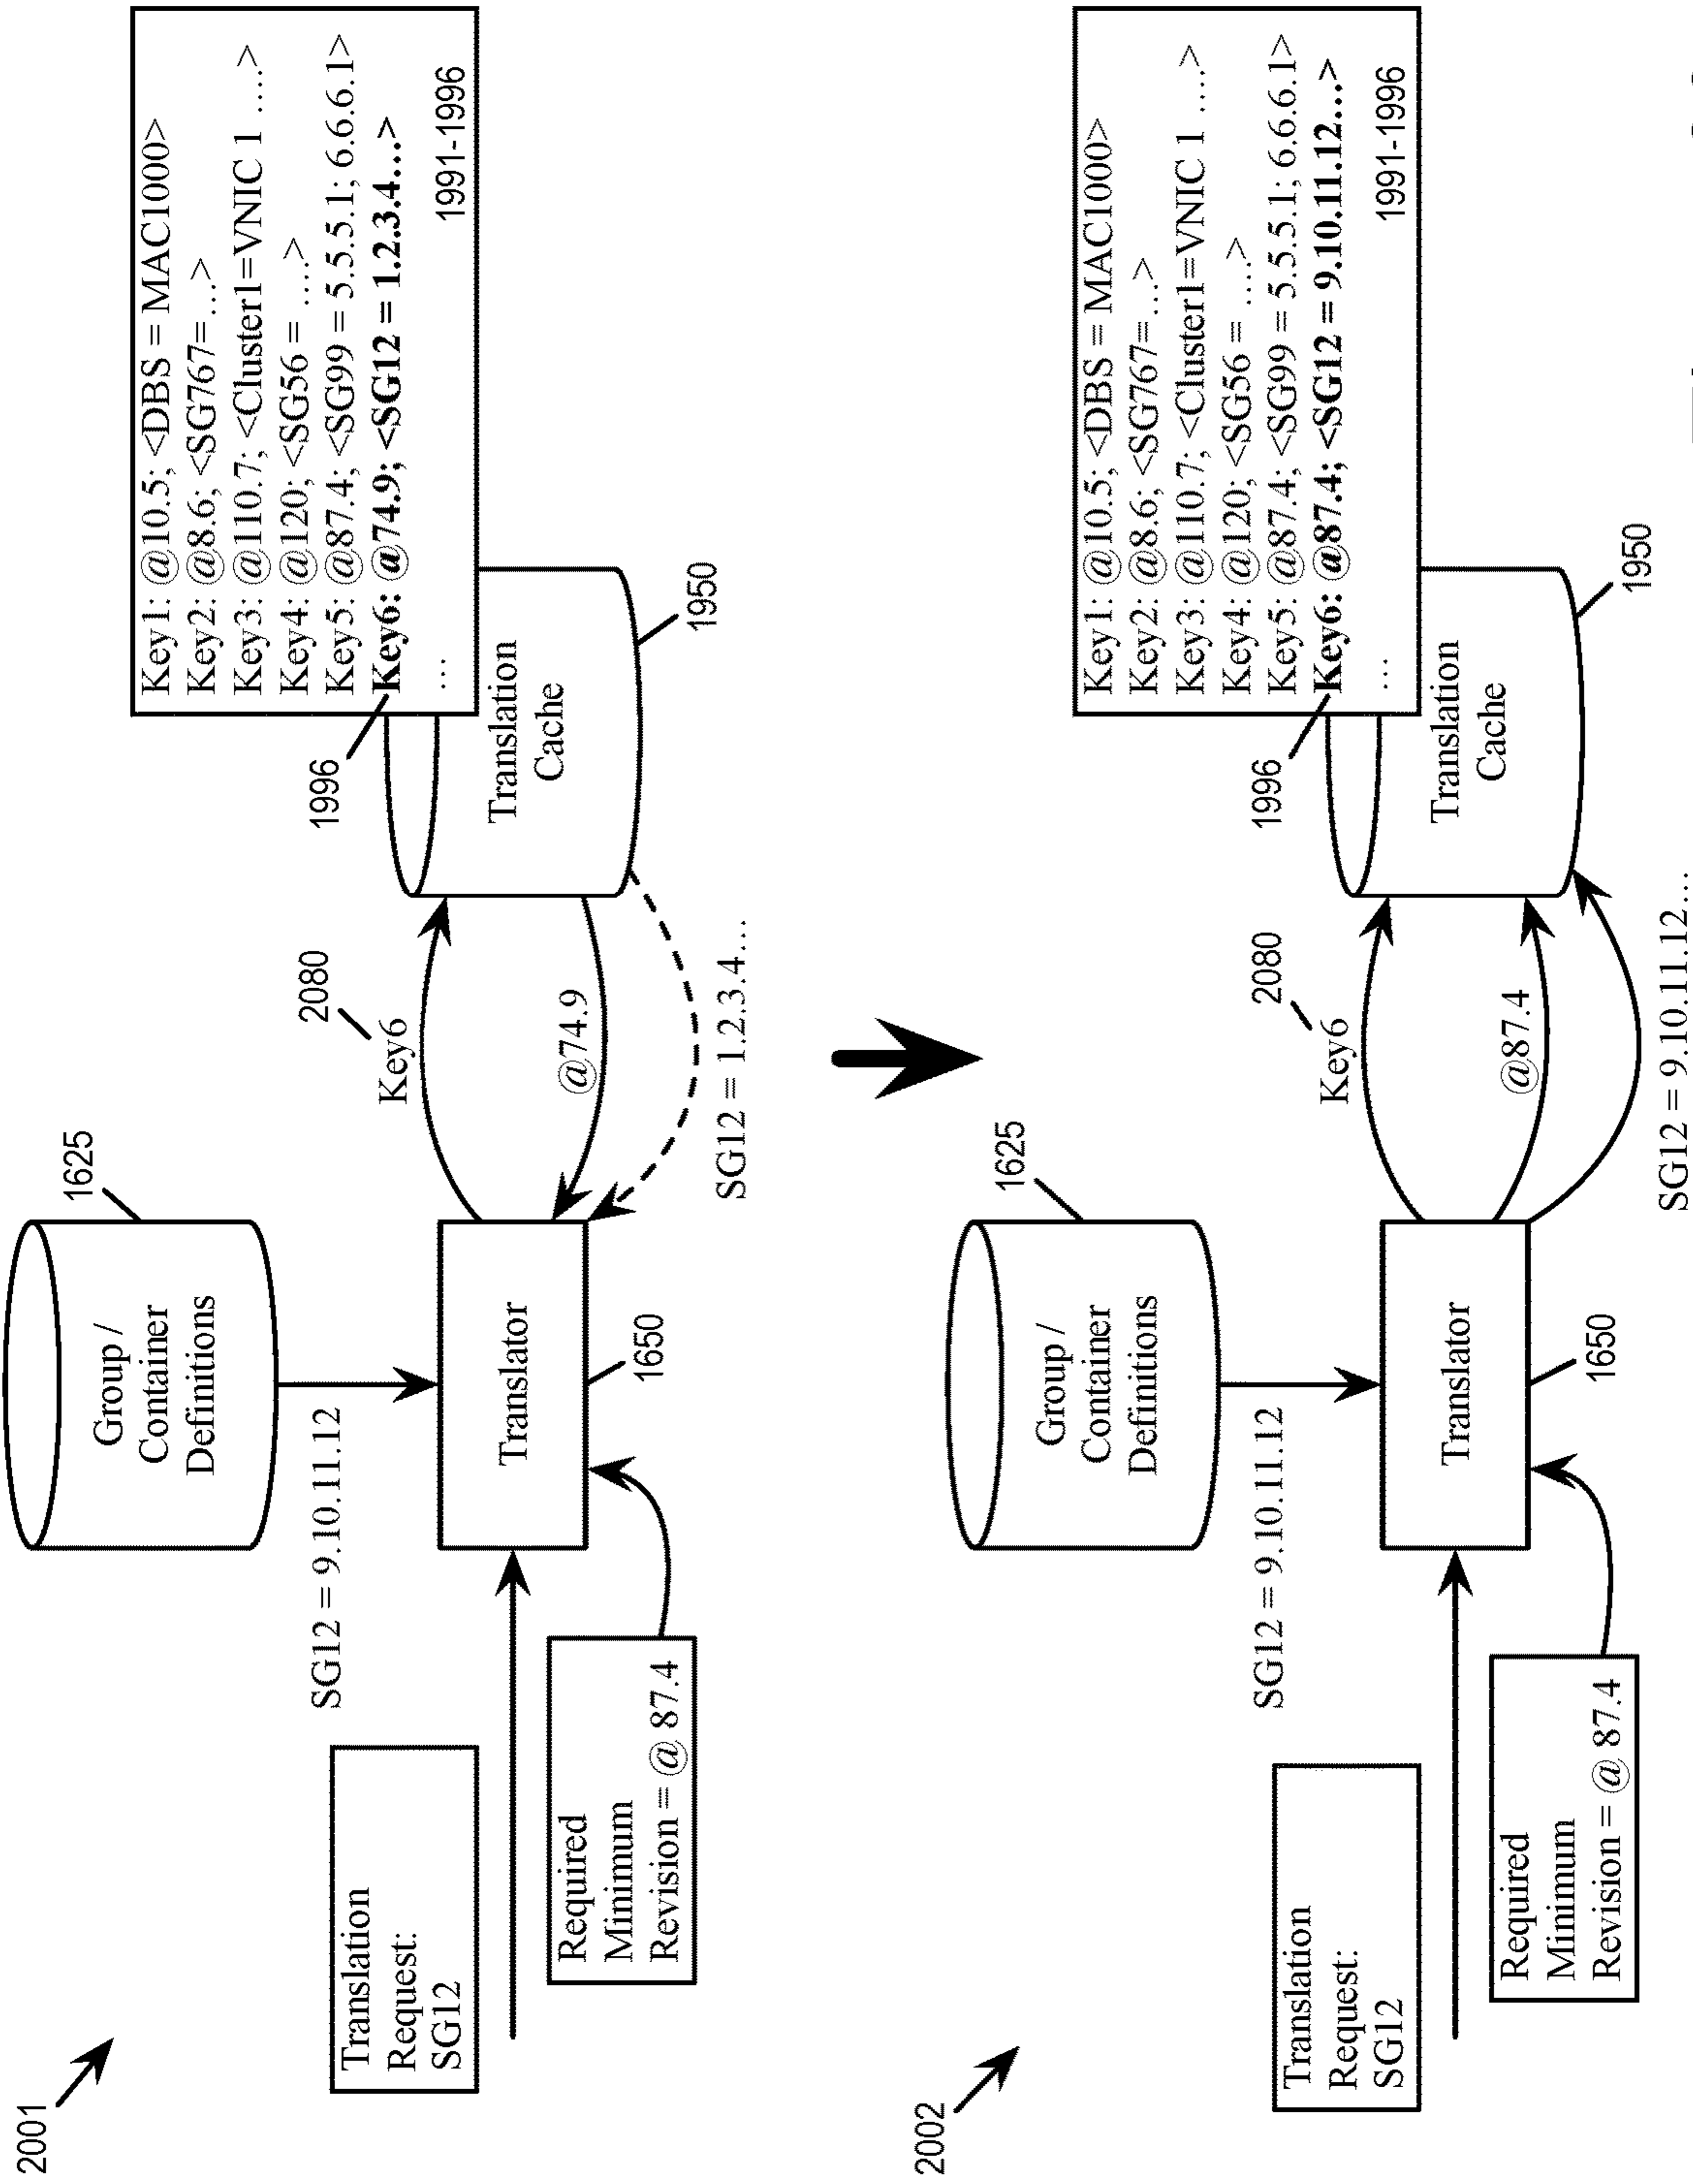 2001
Translation
Request:
SG12
Required
Minimum
Revision = @ 87.4
SG12 = 9.10.11.12
Group /
Container
Definitions
1625
Translator
1650
2080
Key6
@74.9
SG12 = 1.2.3.4...
1996
Translation
Cache
1950
Key1: @10.5; <DBS = MAC1000>
Key2: @8.6; <SG767=...>
Key3: @110.7; <Cluster1=VNIC 1 ....>
Key4: @120; <SG56 = ....>
Key5: @87.4; <SG99 = 5.5.5.1; 6.6.6.1>
Key6: @74.9; <SG12 = 1.2.3.4...>
...
1991-1996
2002
Translation
Request:
SG12
Required
Minimum
Revision = @ 87.4
SG12 = 9.10.11.12
Group /
Container
Definitions
1625
Translator
1650
2080
Key6
@87.4
SG12 = 9.10.11.12...
1996
Translation
Cache
1950
Key1: @10.5; <DBS = MAC1000>
Key2: @8.6; <SG767=...>
Key3: @110.7; <Cluster1=VNIC 1 ....>
Key4: @120; <SG56 = ....>
Key5: @87.4; <SG99 = 5.5.5.1; 6.6.6.1>
Key6: @87.4; <SG12 = 9.10.11.12...>
...
1991-1996